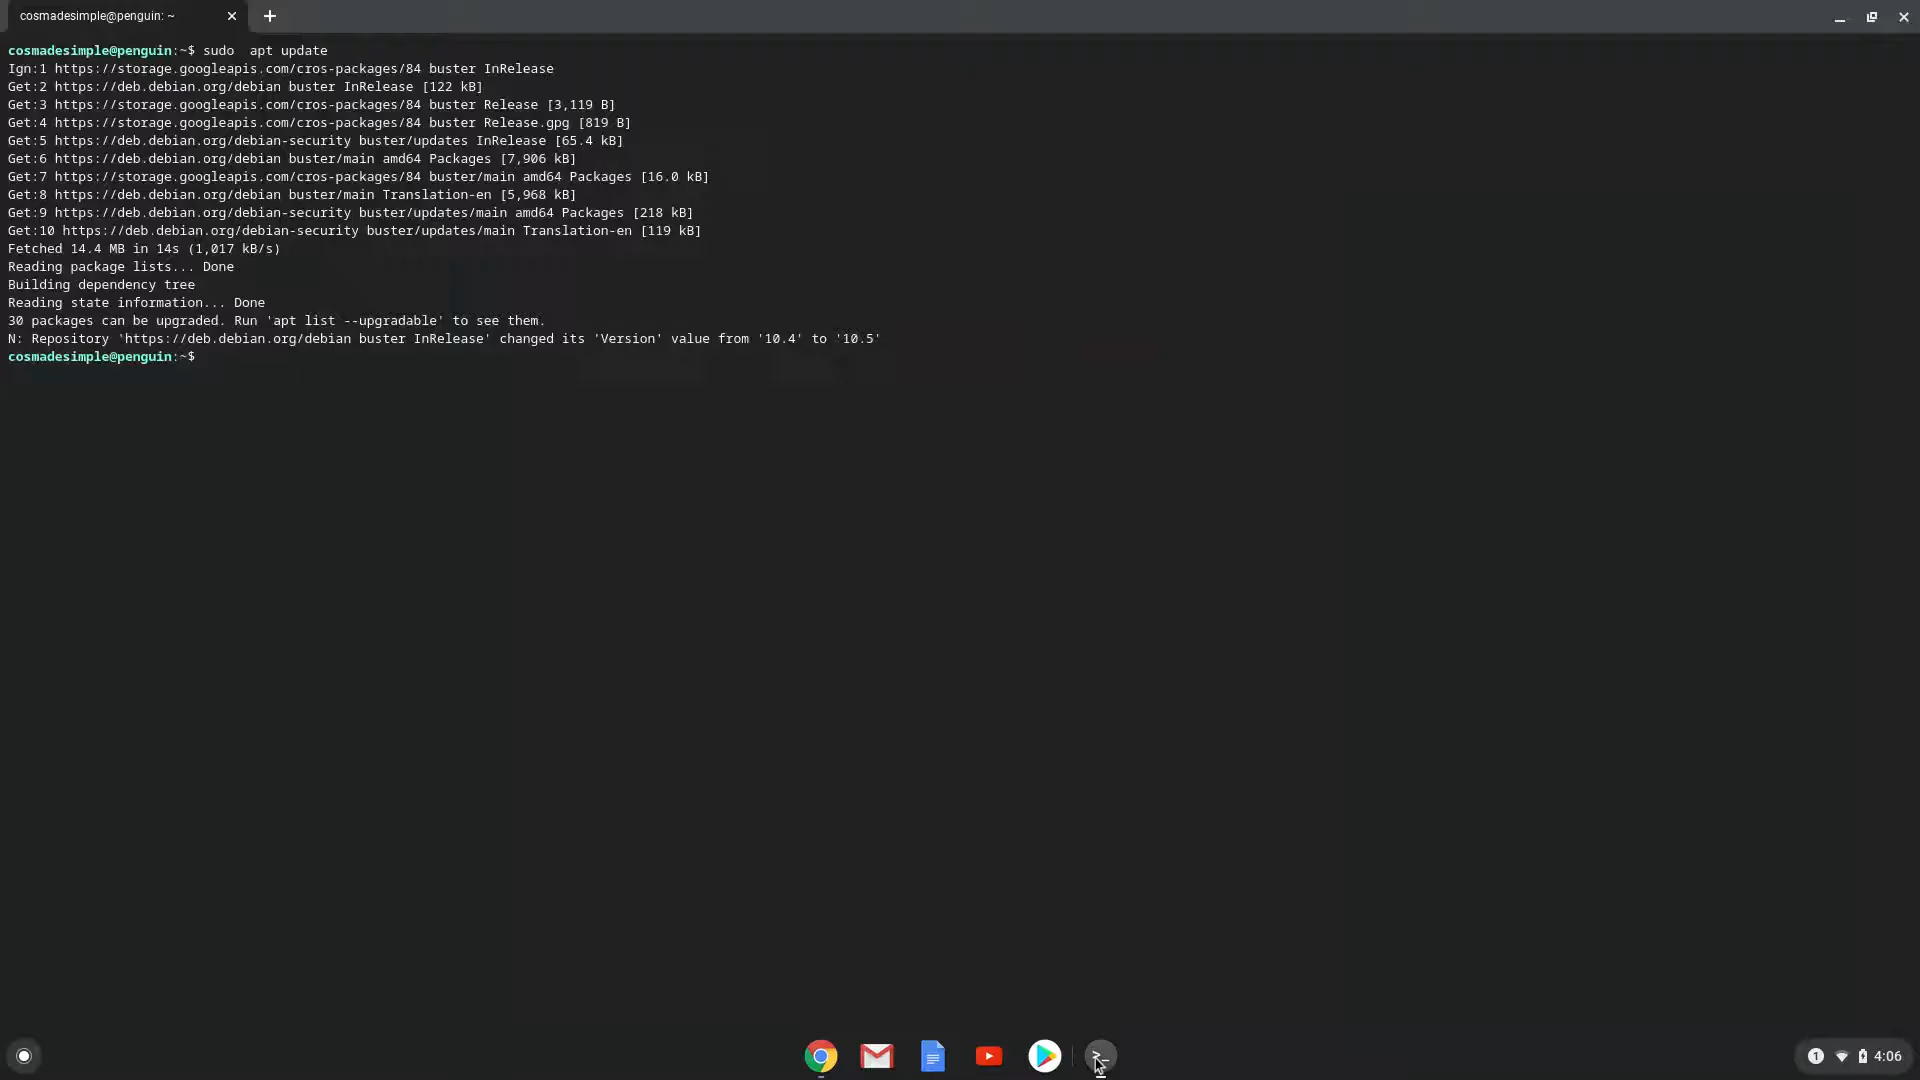 cosmadesimple@penguin: ~
cosmadesimple@penguin:~$ sudo  apt update
Ign:1 https://storage.googleapis.com/cros-packages/84 buster InRelease
Get:2 https://deb.debian.org/debian buster InRelease [122 kB]
Get:3 https://storage.googleapis.com/cros-packages/84 buster Release [3,119 B]
Get:4 https://storage.googleapis.com/cros-packages/84 buster Release.gpg [819 B]
Get:5 https://deb.debian.org/debian-security buster/updates InRelease [65.4 kB]
Get:6 https://deb.debian.org/debian buster/main amd64 Packages [7,906 kB]
Get:7 https://storage.googleapis.com/cros-packages/84 buster/main amd64 Packages [16.0 kB]
Get:8 https://deb.debian.org/debian buster/main Translation-en [5,968 kB]
Get:9 https://deb.debian.org/debian-security buster/updates/main amd64 Packages [218 kB]
Get:10 https://deb.debian.org/debian-security buster/updates/main Translation-en [119 kB]
Fetched 14.4 MB in 14s (1,017 kB/s)
Reading package lists... Done
Building dependency tree
Reading state information... Done
30 packages can be upgraded. Run 'apt list --upgradable' to see them.
N: Repository 'https://deb.debian.org/debian buster InRelease' changed its 'Version' value from '10.4' to '10.5'
cosmadesimple@penguin:~$
1 4:06